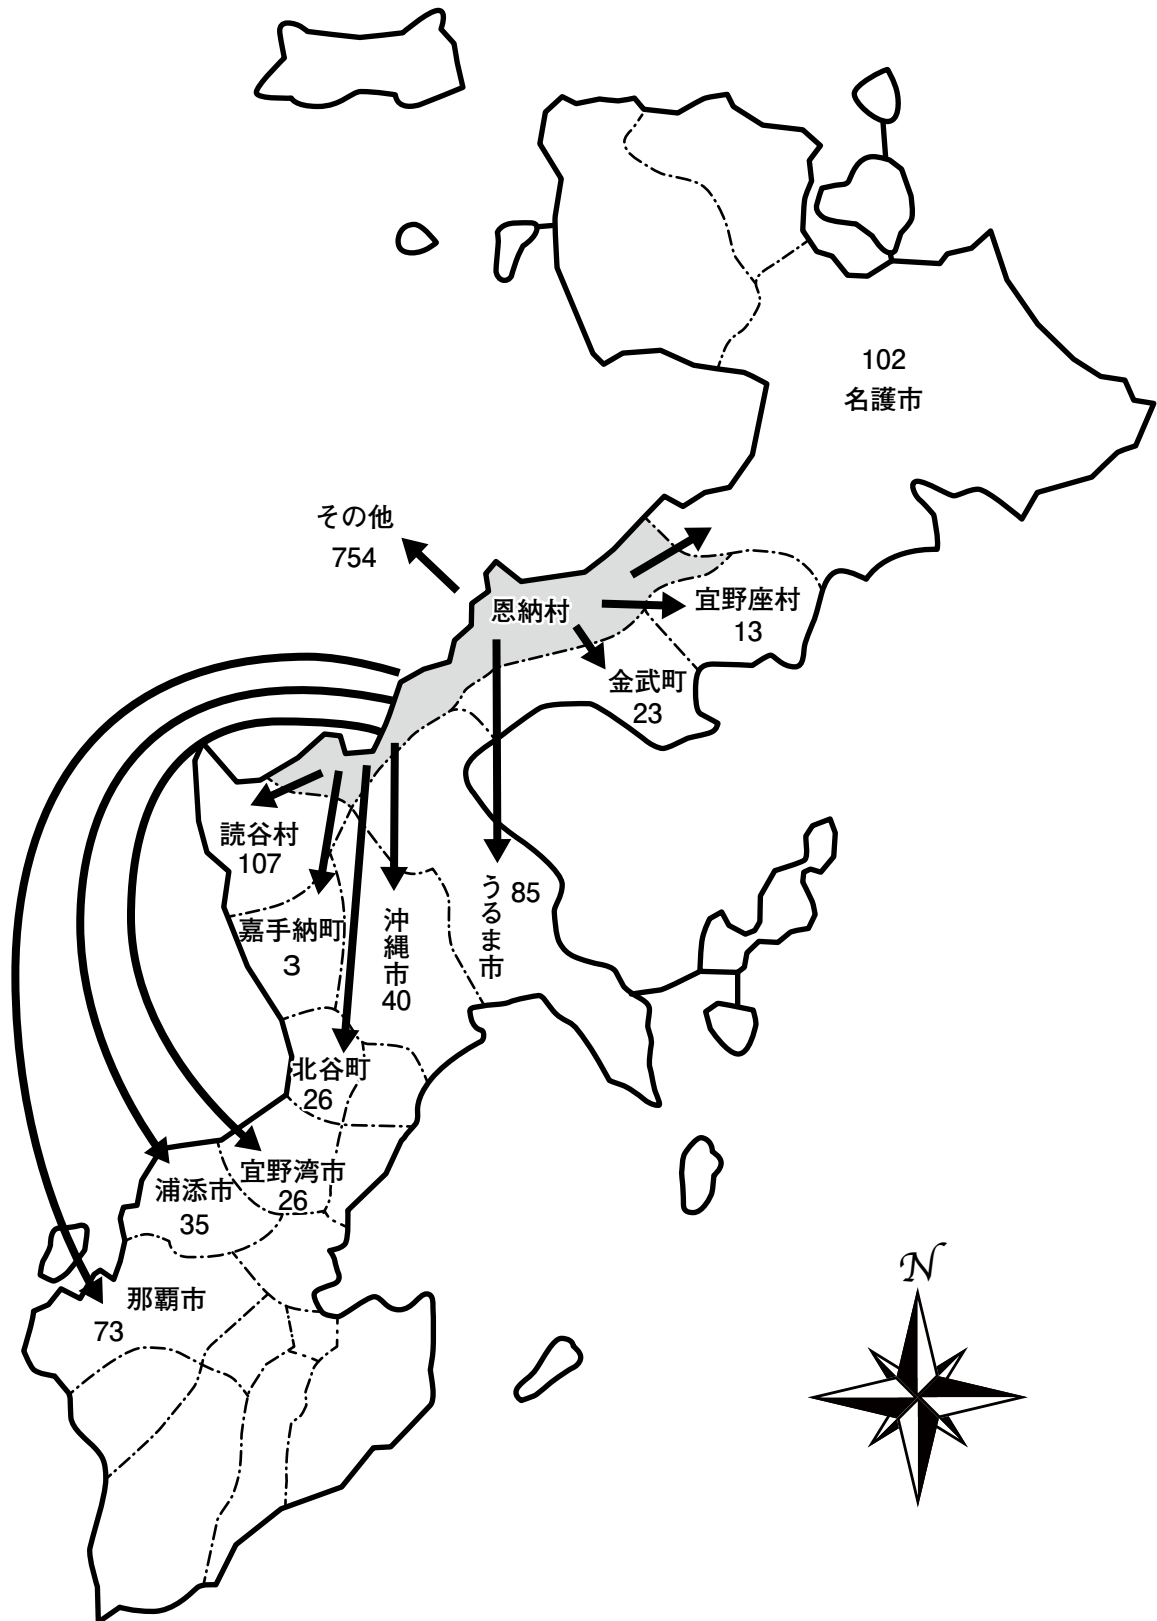 102
名護市
その他
754
恩納村
宜野座村
13
金武町
23
読谷村
107
嘉手納町
3
沖縄市
40
うるま市
85
北谷町
26
宜野湾市
26
浦添市
35
那覇市
73
N